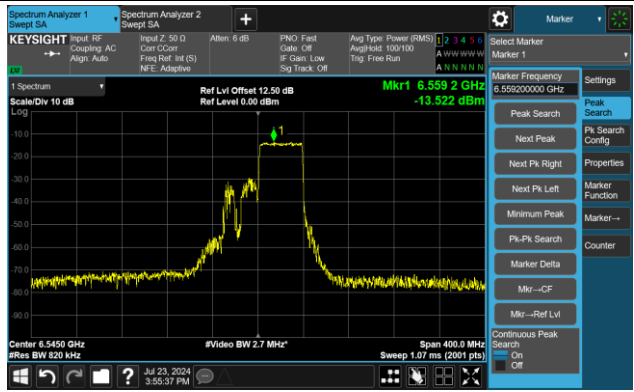 Spectrum Analyzer 1
Swept SA
Spectrum Analyzer 2
Swept SA
+
Marker
KEYSIGHT
Input: RF
Coupling: AC
Align: Auto
Input Z: 50 Ω
Corr CCorr
Freq Ref: Int (S)
NFE: Adaptive
Atten: 6 dB
PNO: Fast
Gate: Off
IF Gain: Low
Sig Track: Off
Avg Type: Power (RMS)
Avg|Hold: 100/100
Trig: Free Run
1 2 3 4 5 6
A W W W W W
A N N N N N
Select Marker
Marker 1
LW
1 Spectrum
Scale/Div 10 dB
Log
Ref Lvl Offset 12.50 dB
Ref Level 0.00 dBm
Mkr1 6.559 2 GHz
-13.522 dBm
1
-10.0
-20.0
-30.0
-40.0
-50.0
-60.0
-70.0
-80.0
-90.0
Center 6.5450 GHz
#Res BW 820 kHz
#Video BW 2.7 MHz*
Span 400.0 MHz
Sweep 1.07 ms (2001 pts)
Marker Frequency
6.559200000 GHz
Peak Search
Next Peak
Next Pk Right
Next Pk Left
Minimum Peak
Pk-Pk Search
Marker Delta
Mkr→CF
Mkr→Ref Lvl
Continuous Peak
Search
On
Off
Settings
Peak
Search
Pk Search
Config
Properties
Marker
Function
Marker→
Counter
?
Jul 23, 2024
3:55:37 PM